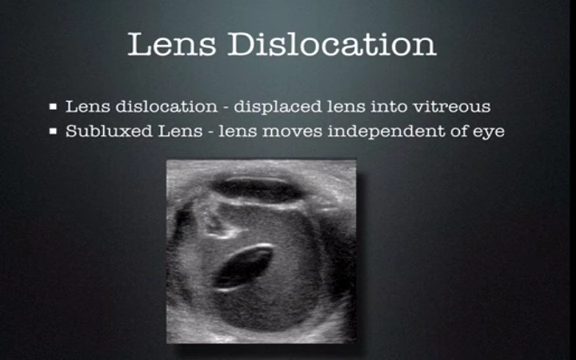 Lens Dislocation
▪ Lens dislocation - displaced lens into vitreous
▪ Subluxed Lens - lens moves independent of eye